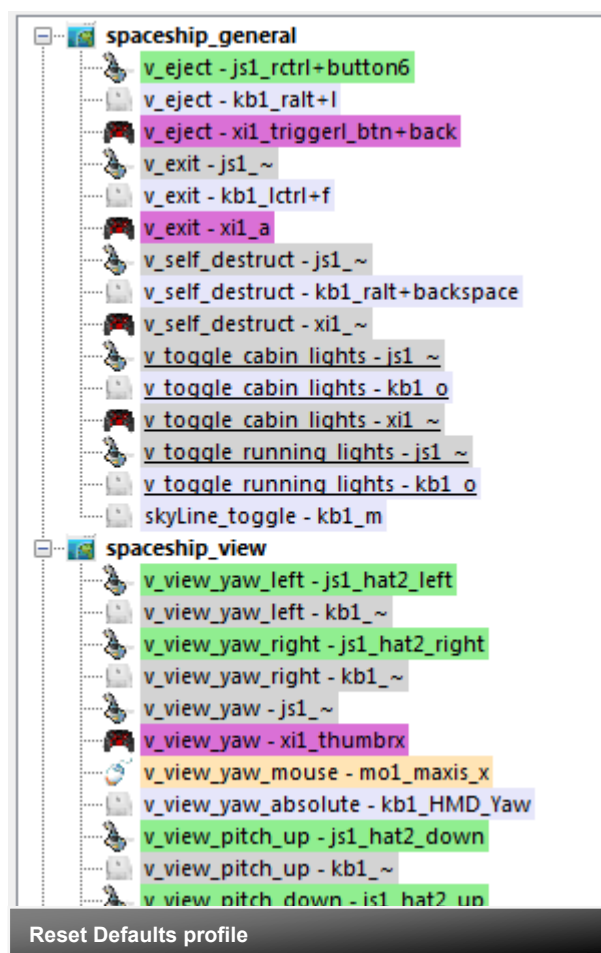 spaceship_general
v_eject - js1_rctrl+button6
v_eject - kb1_ralt+l
v_eject - xi1_triggerl_btn+back
v_exit - js1_~
v_exit - kb1_lctrl+f
v_exit - xi1_a
v_self_destruct - js1_~
v_self_destruct - kb1_ralt+backspace
v_self_destruct - xi1_~
v_toggle_cabin_lights - js1_~
v_toggle_cabin_lights - kb1_o
v_toggle_cabin_lights - xi1_~
v_toggle_running_lights - js1_~
v_toggle_running_lights - kb1_o
skyLine_toggle - kb1_m
spaceship_view
v_view_yaw_left - js1_hat2_left
v_view_yaw_left - kb1_~
v_view_yaw_right - js1_hat2_right
v_view_yaw_right - kb1_~
v_view_yaw - js1_~
v_view_yaw - xi1_thumbrx
v_view_yaw_mouse - mo1_maxis_x
v_view_yaw_absolute - kb1_HMD_Yaw
v_view_pitch_up - js1_hat2_down
v_view_pitch_up - kb1_~
v_view_pitch_down - js1_hat2_up
Reset Defaults profile